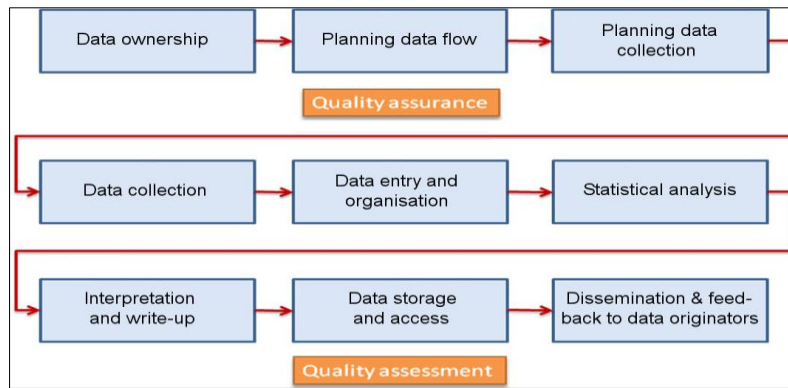 Data ownership
Planning data flow
Planning data
collection
Quality assurance
Data collection
Data entry and
organisation
Statistical analysis
Interpretation
and write-up
Data storage
and access
Dissemination & feed-
back to data originators
Quality assessment